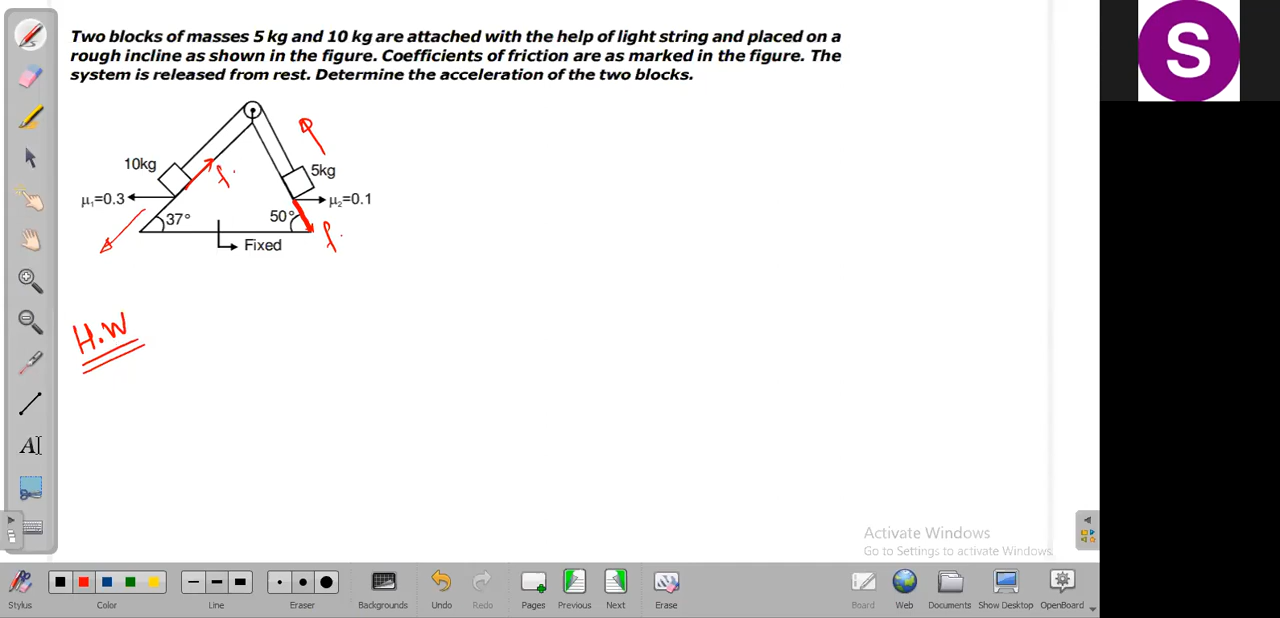 Two blocks of masses 5 kg and 10 kg are attached with the help of light string and placed on a
rough incline as shown in the figure. Coefficients of friction are as marked in the figure. The
system is released from rest. Determine the acceleration of the two blocks.
S
10kg
5kg
f
μ₁=0.3
μ₂=0.1
37°
50°
f
Fixed
H.W
AI
Activate Windows
Go to Settings to activate Windows.
Stylus
Color
Line
Eraser
Backgrounds
Undo
Redo
Pages
Previous
Next
Erase
Board
Web
Documents
Show Desktop
OpenBoard